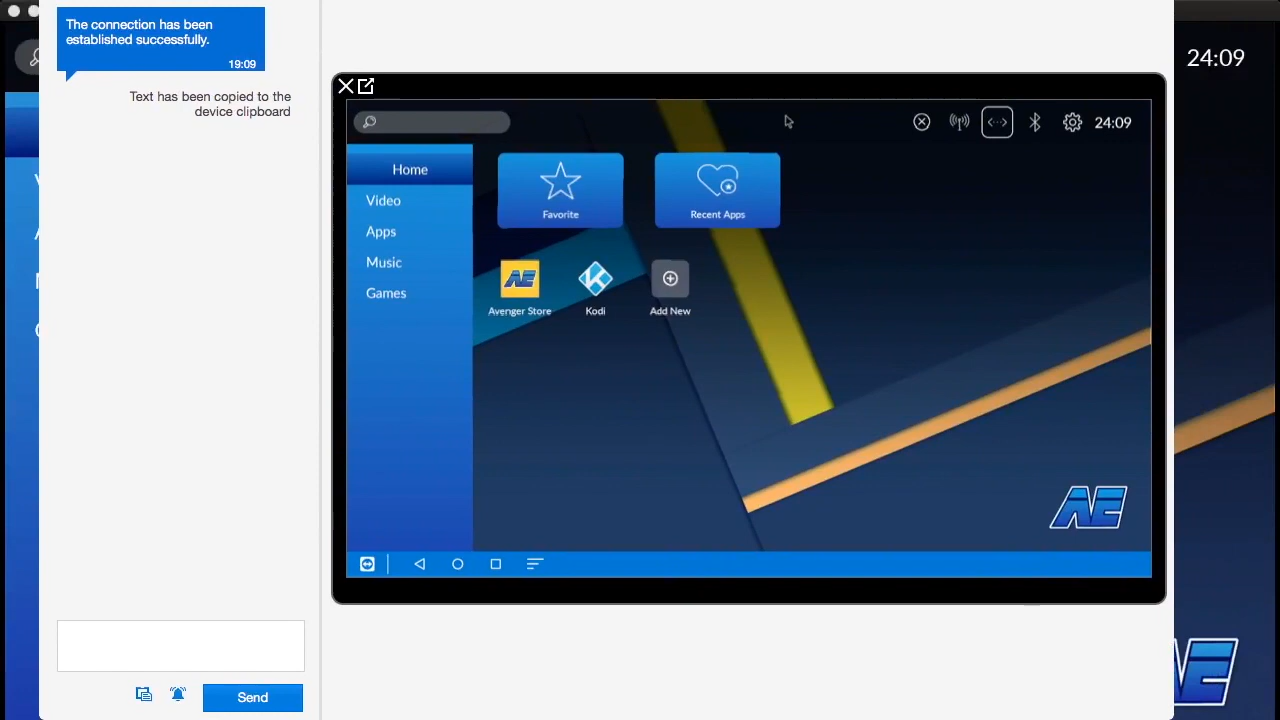 The connection has been
established successfully.
19:09
Text has been copied to the
device clipboard
Send
24:09
Home
Video
Apps
Music
Games
Favorite
Recent Apps
AE
Avenger Store
Kodi
Add New
AE
24:09
AE